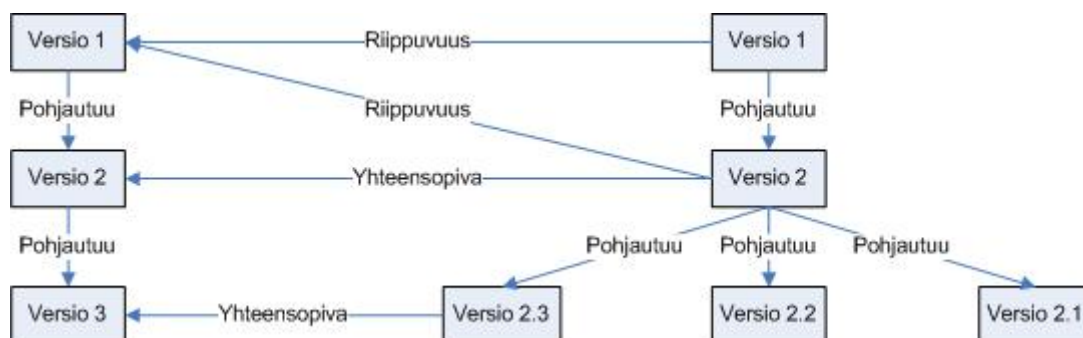 Versio 1
Riippuvuus
Versio 1
Pohjautuu
Riippuvuus
Pohjautuu
Versio 2
Yhteensopiva
Versio 2
Pohjautuu
Pohjautuu
Pohjautuu
Pohjautuu
Versio 3
Yhteensopiva
Versio 2.3
Versio 2.2
Versio 2.1